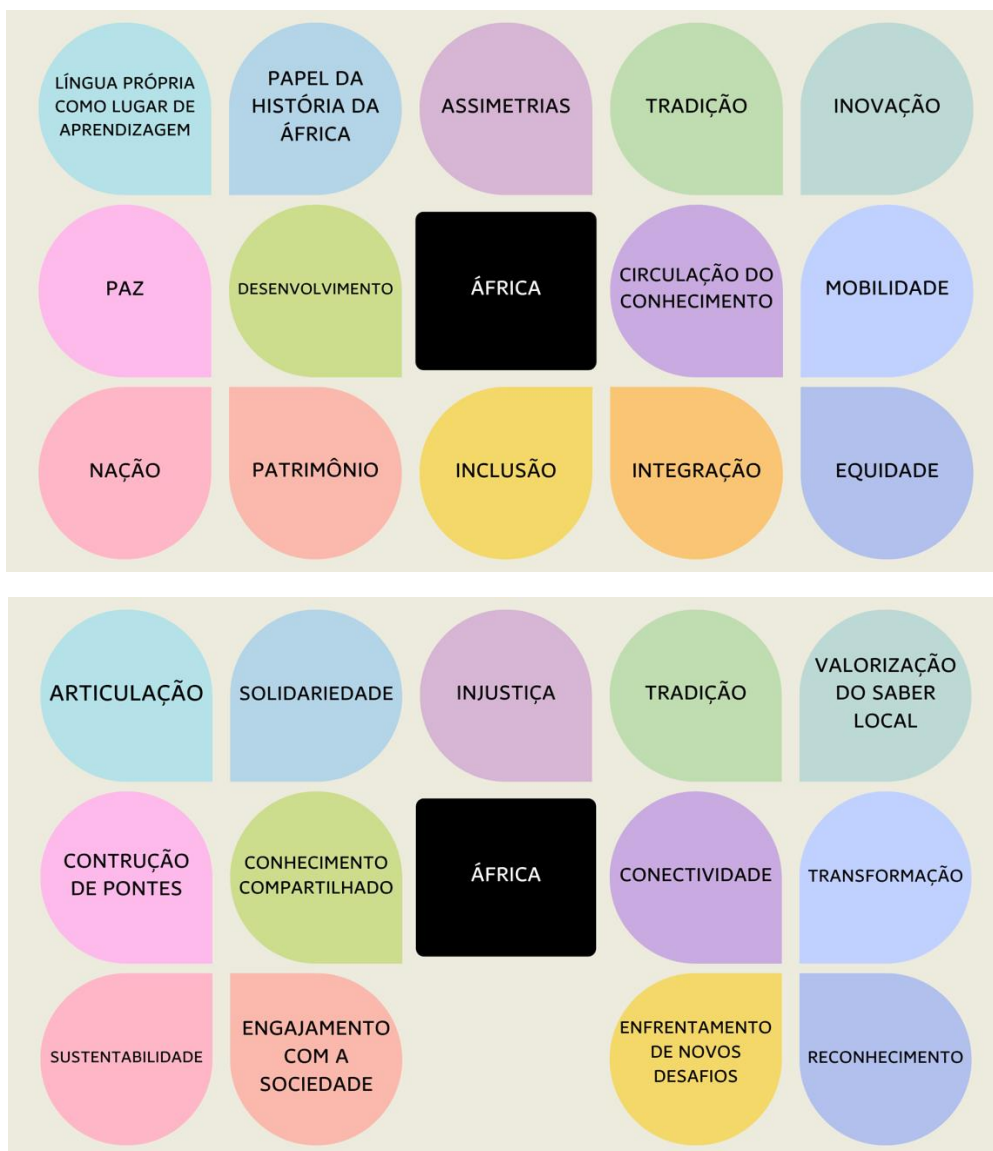 LÍNGUA PRÓPRIA
COMO LUGAR DE
APRENDIZAGEM
PAPEL DA
HISTÓRIA DA
ÁFRICA
ASSIMETRIAS
TRADIÇÃO
INOVAÇÃO
PAZ
DESENVOLVIMENTO
ÁFRICA
CIRCULAÇÃO DO
CONHECIMENTO
MOBILIDADE
NAÇÃO
PATRIMÔNIO
INCLUSÃO
INTEGRAÇÃO
EQUIDADE
ARTICULAÇÃO
SOLIDARIEDADE
INJUSTIÇA
TRADIÇÃO
VALORIZAÇÃO
DO SABER
LOCAL
CONTRUÇÃO
DE PONTES
CONHECIMENTO
COMPARTILHADO
ÁFRICA
CONECTIVIDADE
TRANSFORMAÇÃO
SUSTENTABILIDADE
ENGAJAMENTO
COM A
SOCIEDADE
ENFRENTAMENTO
DE NOVOS
DESAFIOS
RECONHECIMENTO